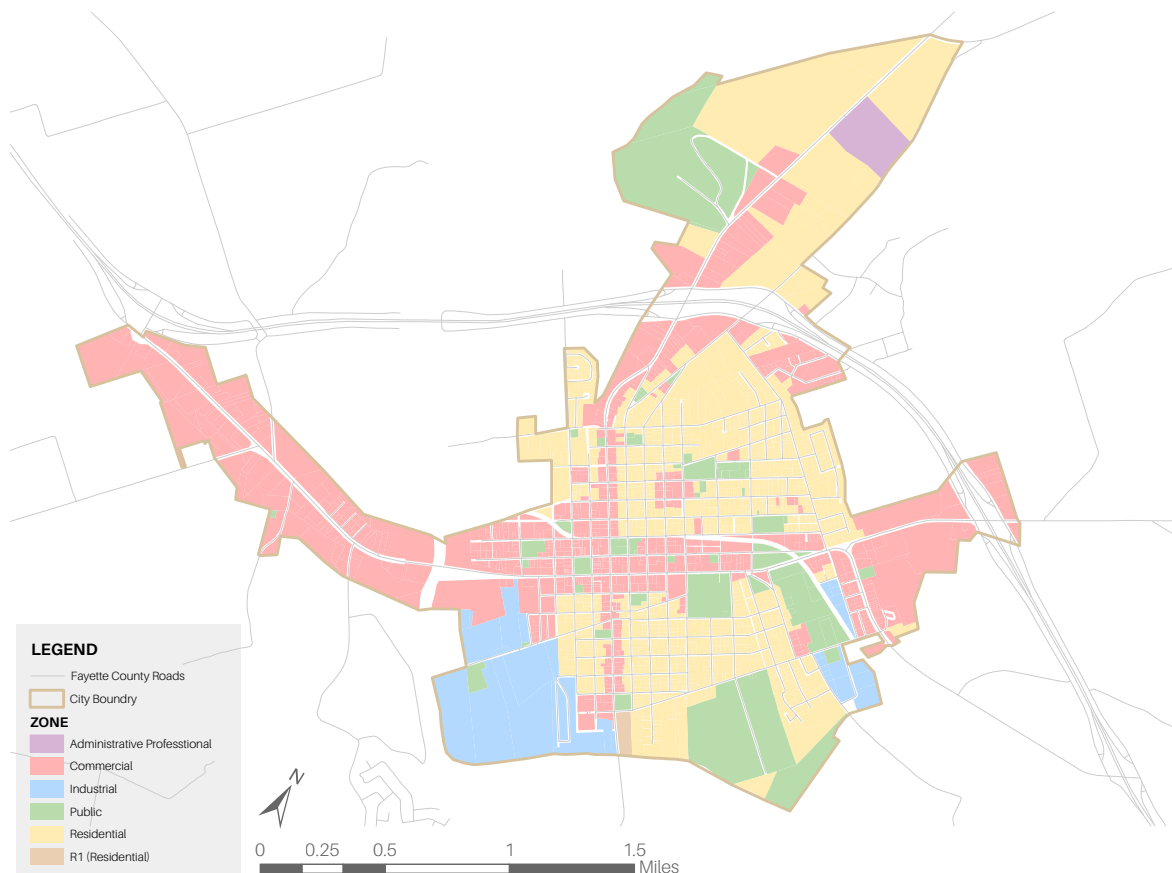 N
LEGEND
Fayette County Roads
City Boundry
ZONE
Administrative Professtional
Commercial
Industrial
Public
Residential
R1 (Residential)
0 0.25 0.5 1 1.5
Miles